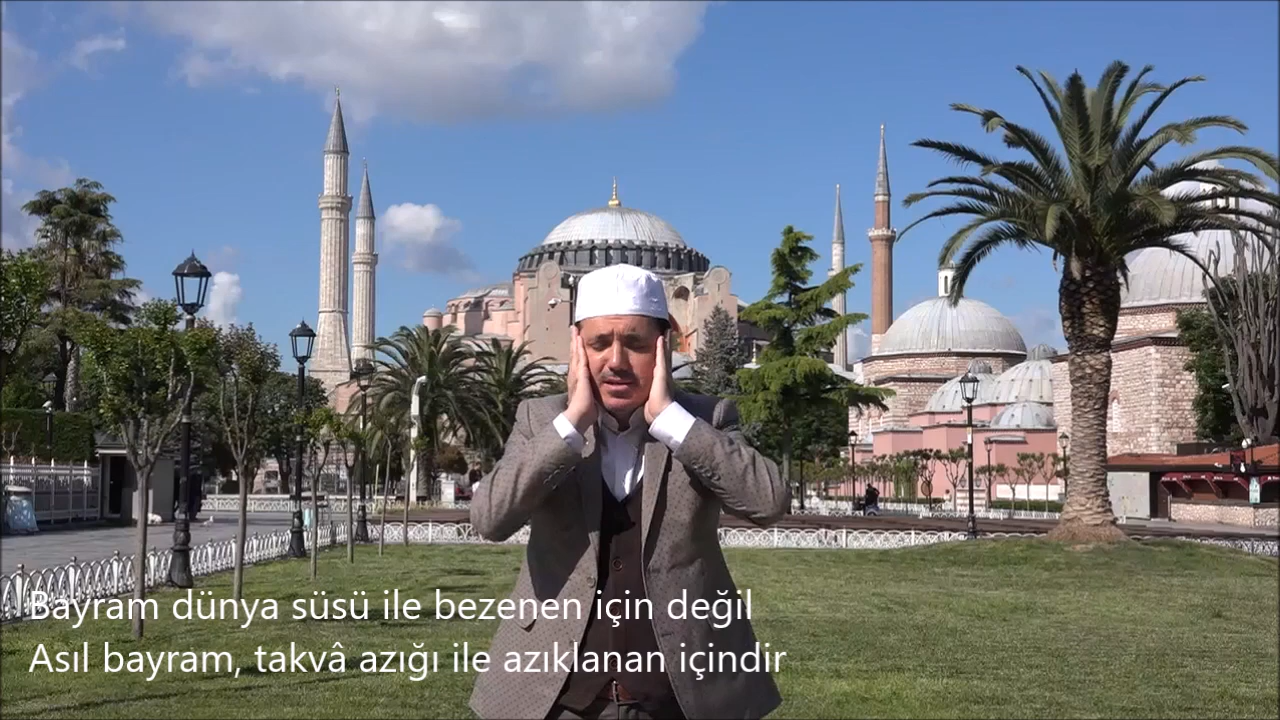 Bayram dünya süsü ile bezenen için değil
Asıl bayram, takvâ azığı ile azıklanan içindir